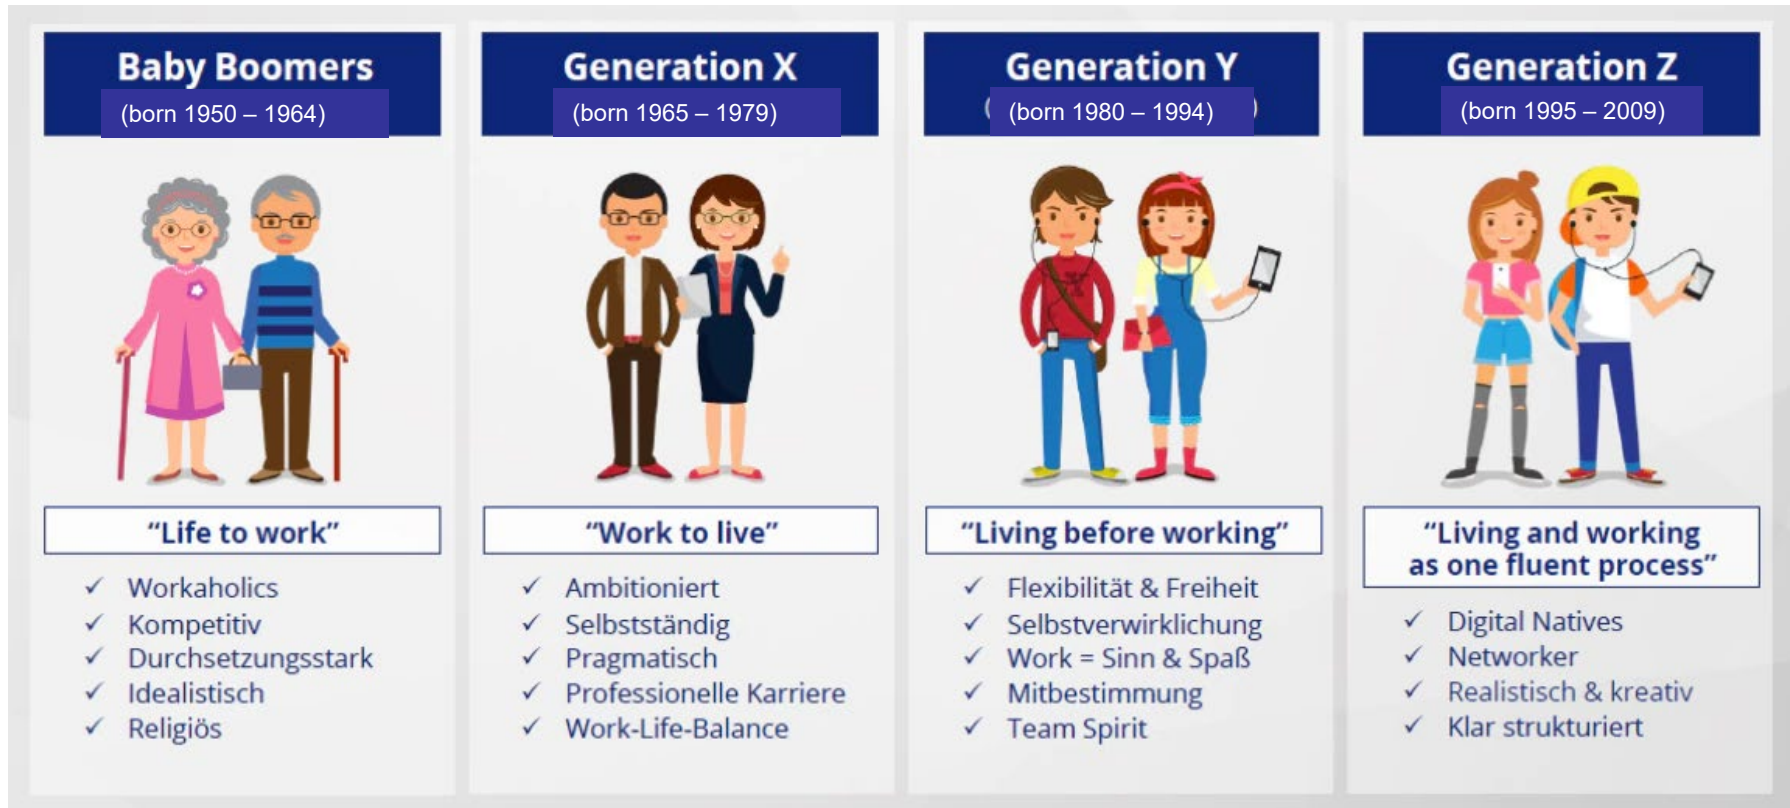 Baby Boomers
(born 1950 – 1964)
“Life to work”
✓ Workaholics
✓ Kompetitiv
✓ Durchsetzungsstark
✓ Idealistisch
✓ Religiös
Generation X
(born 1965 – 1979)
“Work to live”
✓ Ambitioniert
✓ Selbstständig
✓ Pragmatisch
✓ Professionelle Karriere
✓ Work-Life-Balance
Generation Y
(born 1980 – 1994)
“Living before working”
✓ Flexibilität & Freiheit
✓ Selbstverwirklichung
✓ Work = Sinn & Spaß
✓ Mitbestimmung
✓ Team Spirit
Generation Z
(born 1995 – 2009)
“Living and working
as one fluent process”
✓ Digital Natives
✓ Networker
✓ Realistisch & kreativ
✓ Klar strukturiert